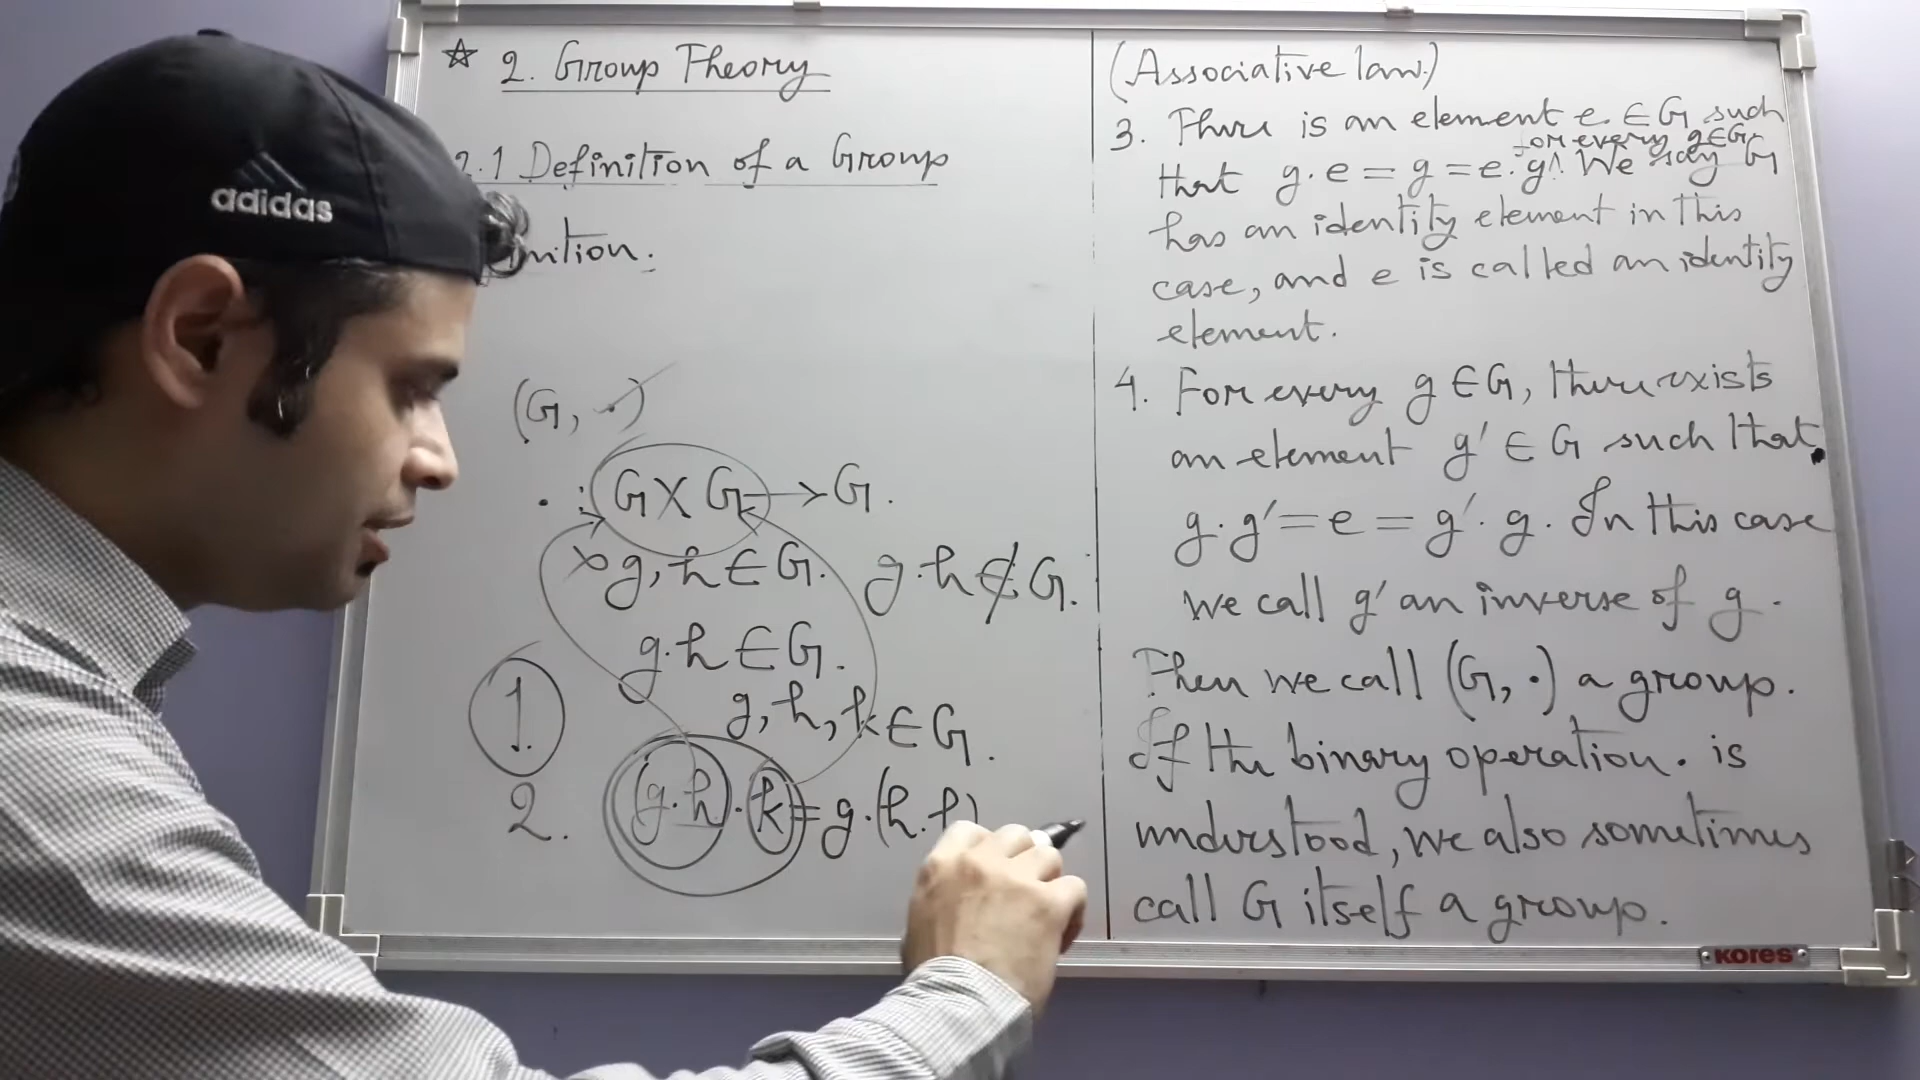 ☆ 2. Group Theory
2.1 Definition of a Group
inition.
(G, ·)
· : G X G → G.
g, h ∈ G. g·h ∉ G.
g·h ∈ G.
1.
g, h, k ∈ G.
2. (g·h)·k = g·(h·k)
(Associative law.)
3. There is an element e ∈ G such
for every g∈G
that g·e = g = e·g^. We say G
has an identity element in this
case, and e is called an identity
element.
4. For every g ∈ G, there exists
an element g' ∈ G such that
g·g' = e = g'·g. In this case
we call g' an inverse of g.
Then we call (G, ·) a group.
If the binary operation · is
understood, we also sometimes
call G itself a group.
adidas
KORES